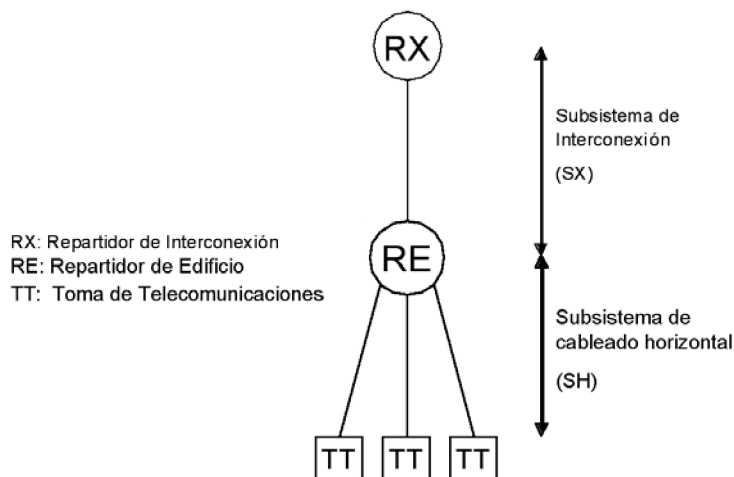 RX
Subsistema de
Interconexión
(SX)
RX: Repartidor de Interconexión
RE: Repartidor de Edificio
TT: Toma de Telecomunicaciones
RE
Subsistema de
cableado horizontal
(SH)
TT TT TT